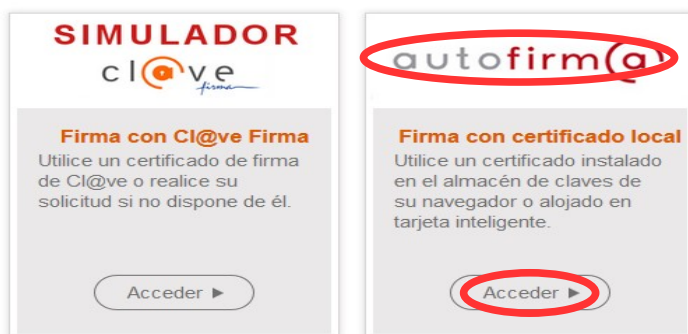 SIMULADOR
cl@ve
firma
Firma con Cl@ve Firma
Utilice un certificado de firma
de Cl@ve o realice su
solicitud si no dispone de él.
Acceder ►
autofirm@
Firma con certificado local
Utilice un certificado instalado
en el almacén de claves de
su navegador o alojado en
tarjeta inteligente.
Acceder ►